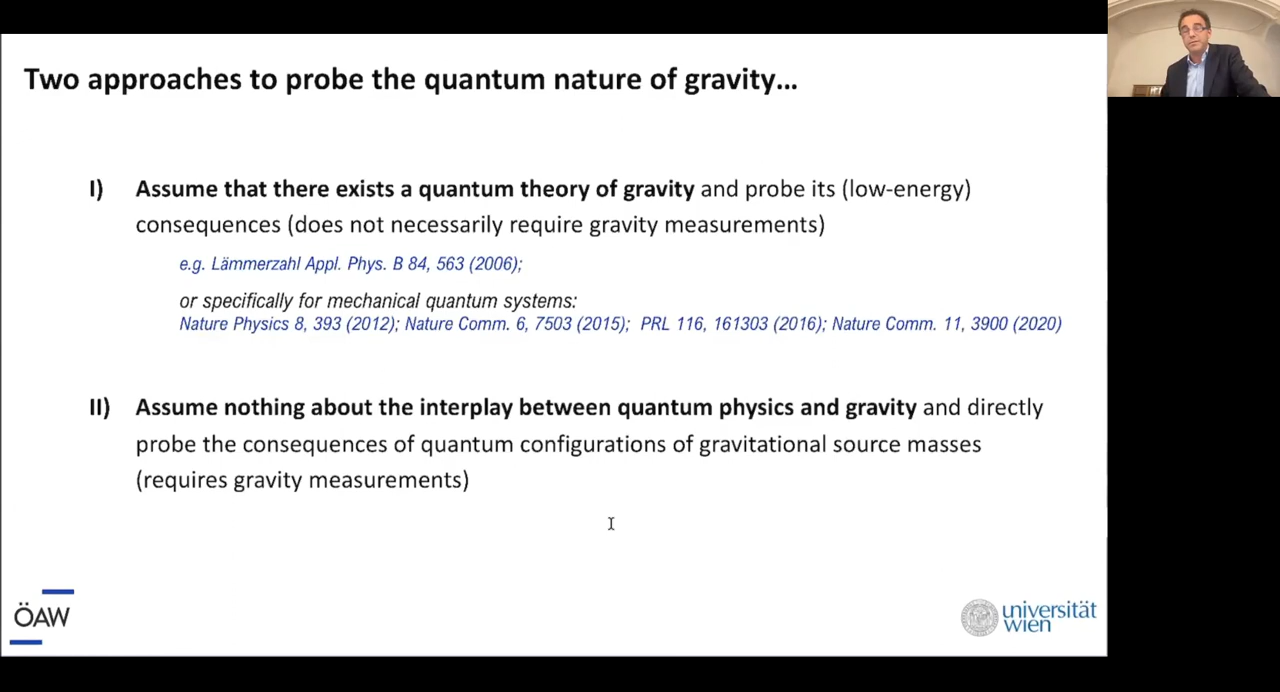 Two approaches to probe the quantum nature of gravity...
I) Assume that there exists a quantum theory of gravity and probe its (low-energy)
consequences (does not necessarily require gravity measurements)
e.g. Lämmerzahl Appl. Phys. B 84, 563 (2006);
or specifically for mechanical quantum systems:
Nature Physics 8, 393 (2012); Nature Comm. 6, 7503 (2015); PRL 116, 161303 (2016); Nature Comm. 11, 3900 (2020)
II) Assume nothing about the interplay between quantum physics and gravity and directly
probe the consequences of quantum configurations of gravitational source masses
(requires gravity measurements)
ÖAW
universität
wien